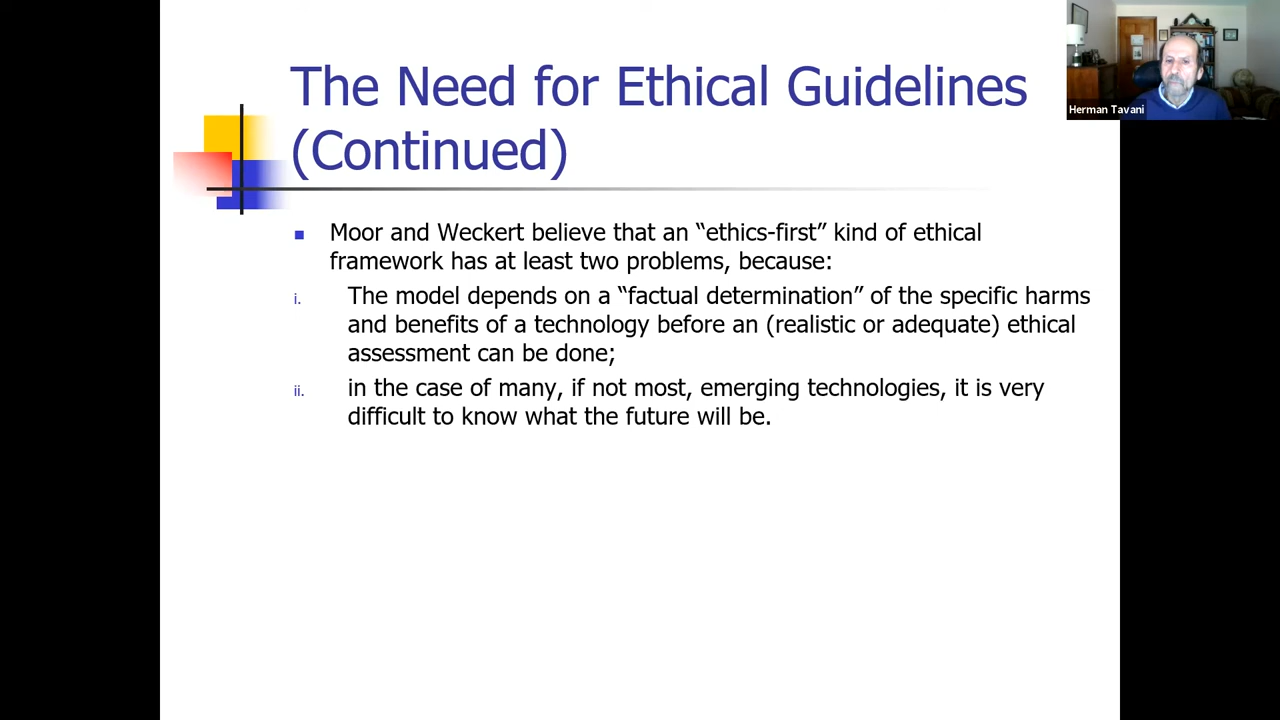 The Need for Ethical Guidelines
(Continued)
Herman Tavani
Moor and Weckert believe that an “ethics-first” kind of ethical
framework has at least two problems, because:
i. The model depends on a “factual determination” of the specific harms
and benefits of a technology before an (realistic or adequate) ethical
assessment can be done;
ii. in the case of many, if not most, emerging technologies, it is very
difficult to know what the future will be.